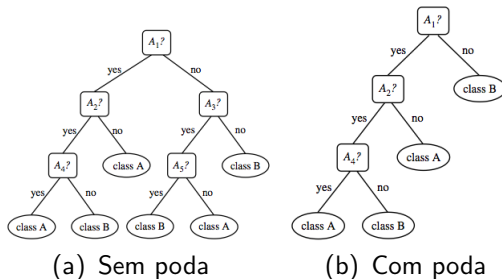 A1?
yes
no
A2?
A3?
yes
no
yes
no
A4?
class A
A5?
class B
yes
no
yes
no
class A
class B
class B
class A
(a) Sem poda
A1?
yes
no
A2?
class B
yes
no
A4?
class A
yes
no
class A
class B
(b) Com poda